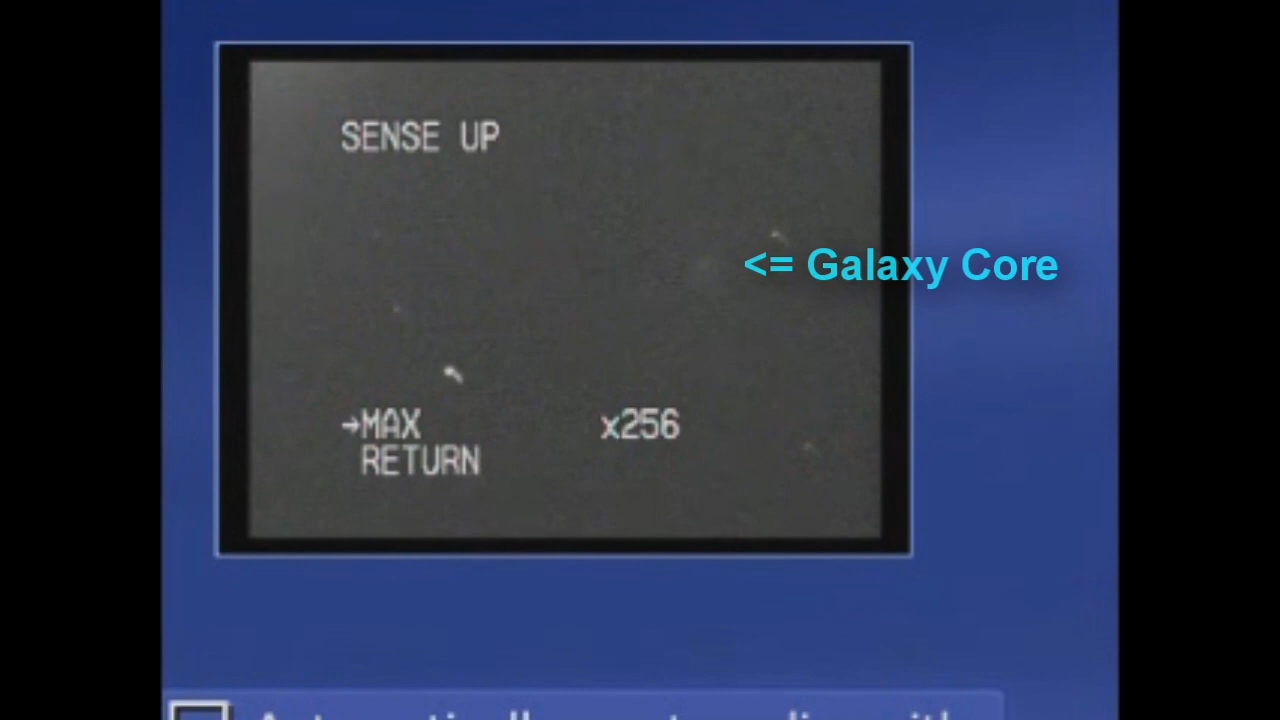 SENSE UP
<= Galaxy Core
→MAX x256
RETURN